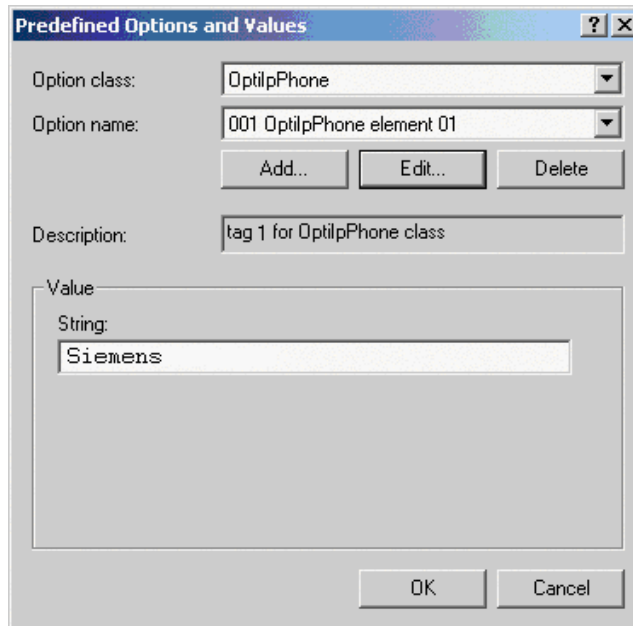 Predefined Options and Values
Option class: OptiIpPhone
Option name: 001 OptiIpPhone element 01
Add... Edit... Delete
Description: tag 1 for OptiIpPhone class
Value
String:
Siemens
OK Cancel